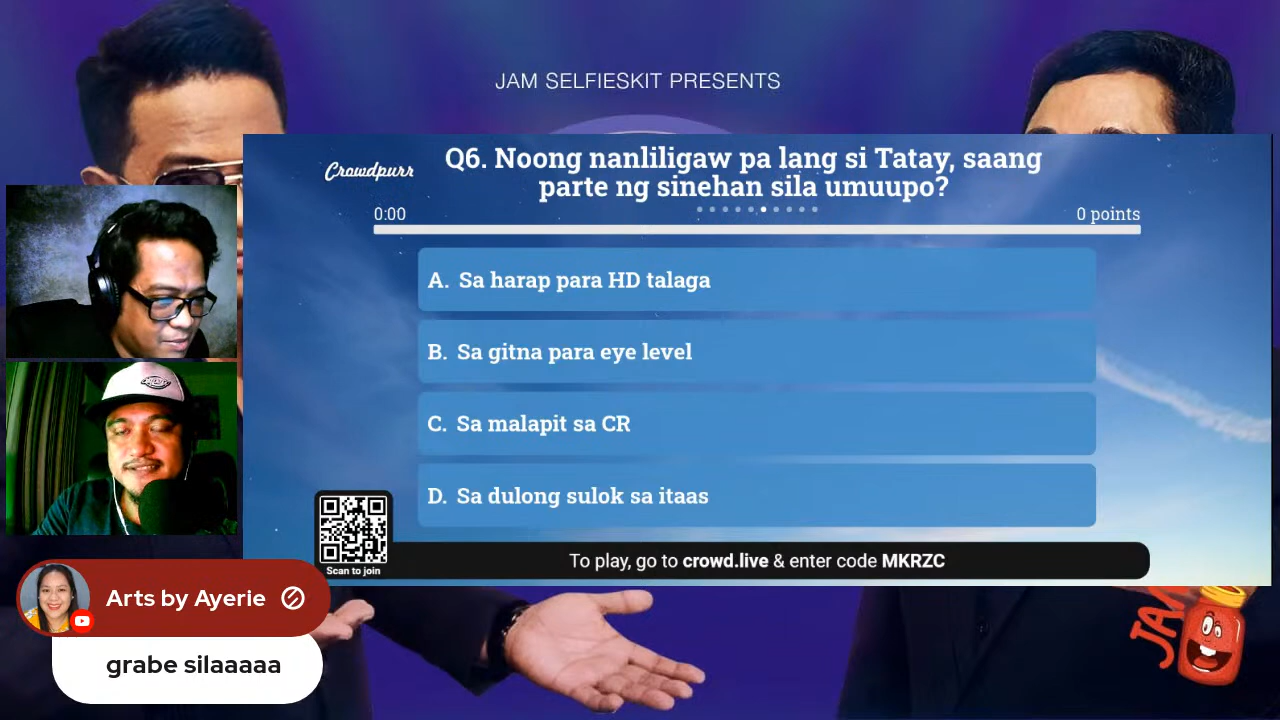 JAM SELFIESKIT PRESENTS
Crowdpurr
Q6. Noong nanliligaw pa lang si Tatay, saang
parte ng sinehan sila umuupo?
0:00
0 points
A. Sa harap para HD talaga
B. Sa gitna para eye level
C. Sa malapit sa CR
D. Sa dulong sulok sa itaas
Scan to join
To play, go to crowd.live & enter code MKRZC
Arts by Ayerie
grabe silaaaaa
JAM